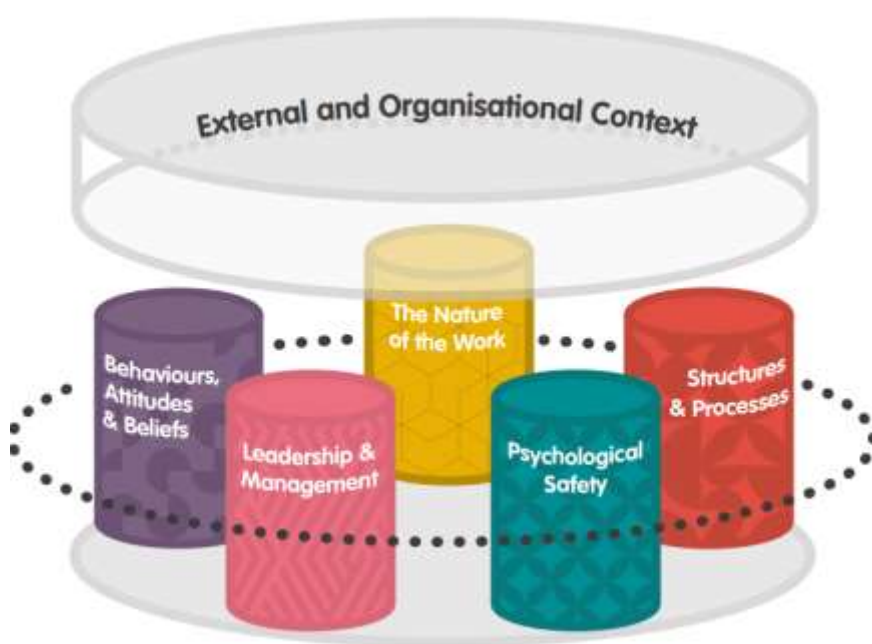 External and Organisational Context
The Nature
of the Work
Behaviours,
Attitudes
& Beliefs
Structures
& Processes
Leadership &
Management
Psychological
Safety